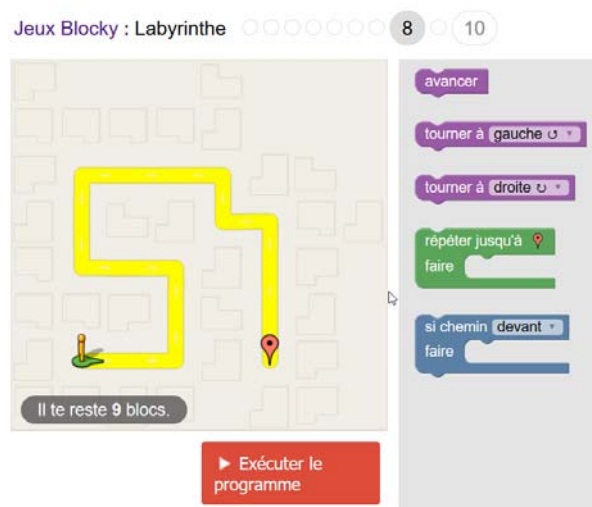 Jeux Blocky : Labyrinthe 8 10
avancer
tourner à gauche ↺
tourner à droite ↻
répéter jusqu'à
faire
si chemin devant
faire
Il te reste 9 blocs.
Exécuter le
programme